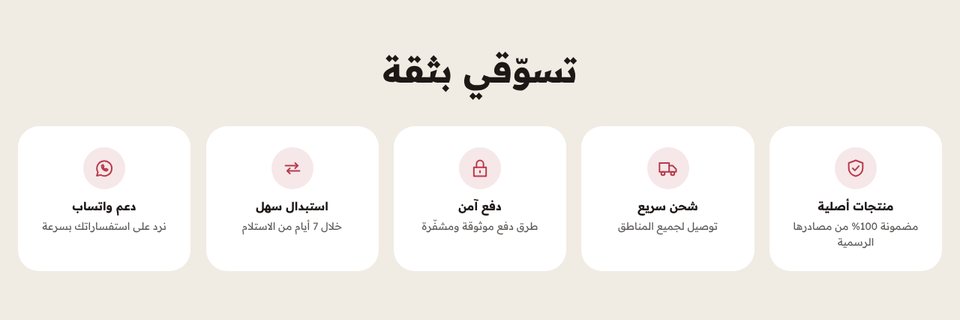 تسوّقي بثقة
منتجات أصلية
مضمونة 100% من مصادرها
الرسمية
شحن سريع
توصيل لجميع المناطق
دفع آمن
طرق دفع موثوقة ومشفّرة
استبدال سهل
خلال 7 أيام من الاستلام
دعم واتساب
نرد على استفساراتك بسرعة